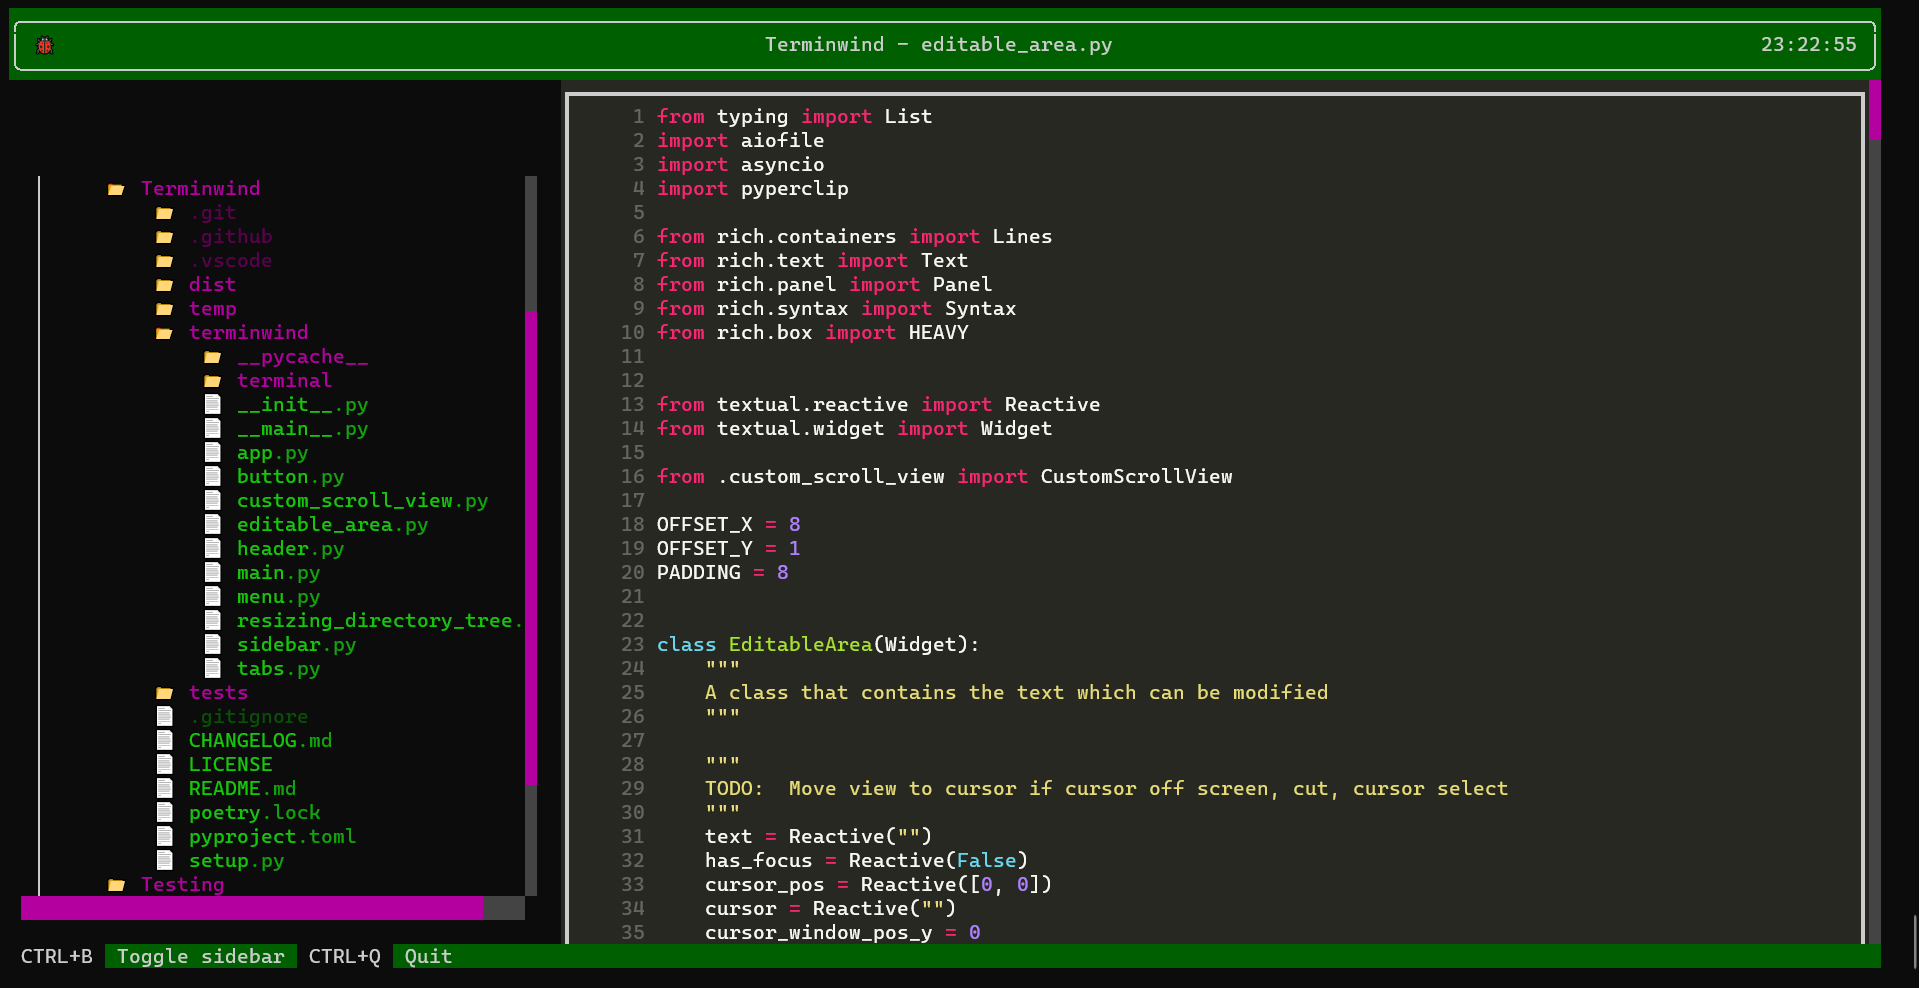 Terminwind - editable_area.py
23:22:55
Terminwind
.git
.github
.vscode
dist
temp
terminwind
__pycache__
terminal
__init__.py
__main__.py
app.py
button.py
custom_scroll_view.py
editable_area.py
header.py
main.py
menu.py
resizing_directory_tree.
sidebar.py
tabs.py
tests
.gitignore
CHANGELOG.md
LICENSE
README.md
poetry.lock
pyproject.toml
setup.py
Testing
1 from typing import List
2 import aiofile
3 import asyncio
4 import pyperclip
5
6 from rich.containers import Lines
7 from rich.text import Text
8 from rich.panel import Panel
9 from rich.syntax import Syntax
10 from rich.box import HEAVY
11
12
13 from textual.reactive import Reactive
14 from textual.widget import Widget
15
16 from .custom_scroll_view import CustomScrollView
17
18 OFFSET_X = 8
19 OFFSET_Y = 1
20 PADDING = 8
21
22
23 class EditableArea(Widget):
24     """
25     A class that contains the text which can be modified
26     """
27
28     """
29     TODO:  Move view to cursor if cursor off screen, cut, cursor select
30     """
31     text = Reactive("")
32     has_focus = Reactive(False)
33     cursor_pos = Reactive([0, 0])
34     cursor = Reactive("")
35     cursor_window_pos_y = 0
CTRL+B Toggle sidebar CTRL+Q Quit